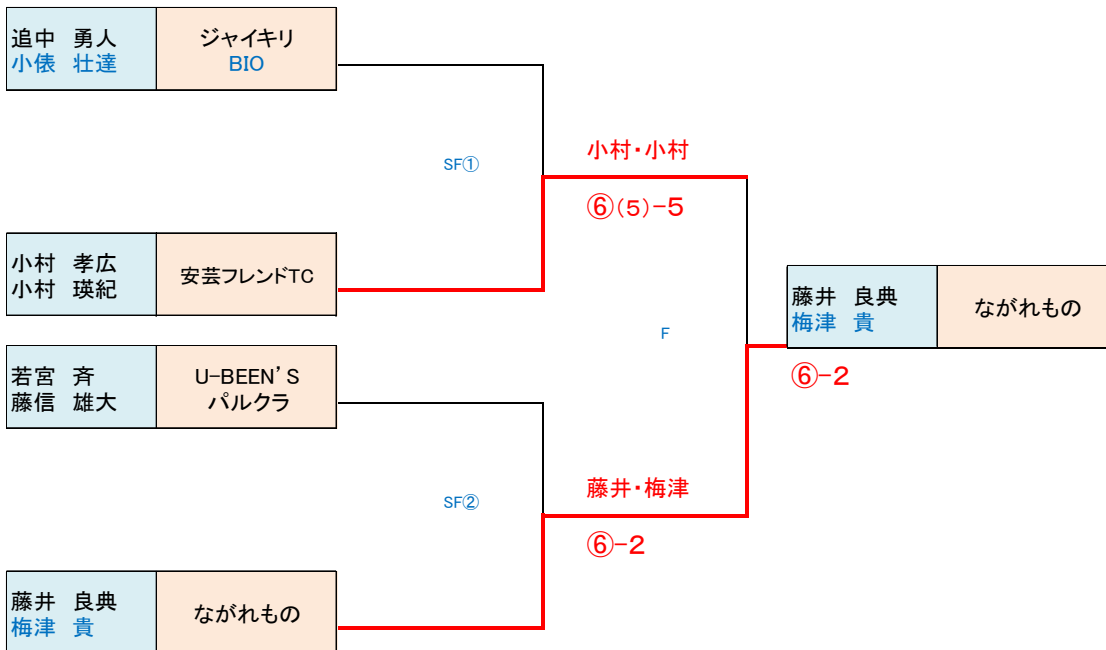 追中 勇人
小俵 壮達
ジャイキリ
BIO
SF①
小村・小村
⑥(5)-5
小村 孝広
小村 瑛紀
安芸フレンドTC
F
藤井 良典
梅津 貴
ながれもの
⑥-2
若宮 斉
藤信 雄大
U-BEEN'S
パルクラ
SF②
藤井・梅津
⑥-2
藤井 良典
梅津 貴
ながれもの